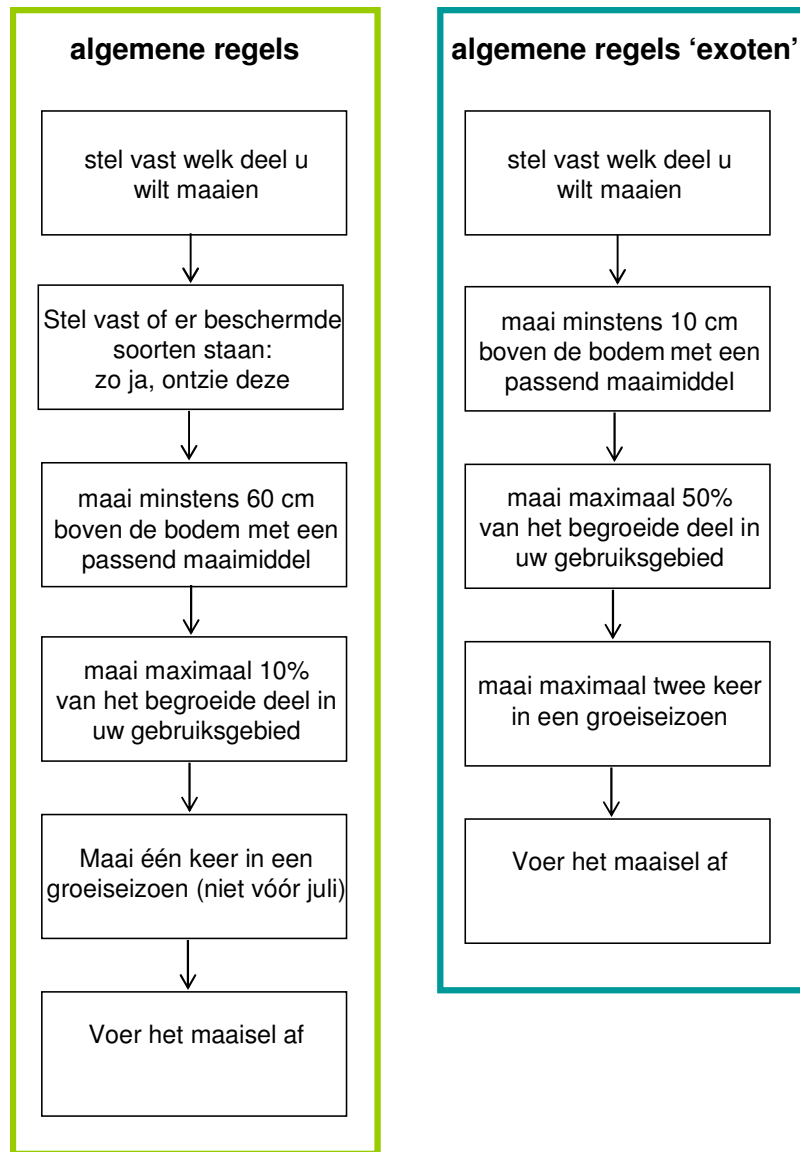 algemene regels
stel vast welk deel u
wilt maaien
Stel vast of er beschermde
soorten staan:
zo ja, ontzie deze
maai minstens 60 cm
boven de bodem met een
passend maaimiddel
maai maximaal 10%
van het begroeide deel in
uw gebruiksgebied
Maai één keer in een
groeiseizoen (niet vóór juli)
Voer het maaisel af
algemene regels ‘exoten’
stel vast welk deel u
wilt maaien
maai minstens 10 cm
boven de bodem met een
passend maaimiddel
maai maximaal 50%
van het begroeide deel in
uw gebruiksgebied
maai maximaal twee keer
in een groeiseizoen
Voer het maaisel af